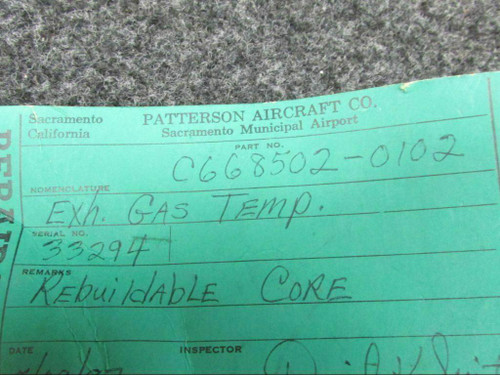 Sacramento PATTERSON AIRCRAFT CO.
California Sacramento Municipal Airport
PART NO.
C668502-0102
NOMENCLATURE
Exh. Gas Temp.
SERIAL NO.
33294
REMARKS
Rebuildable Core
DATE INSPECTOR